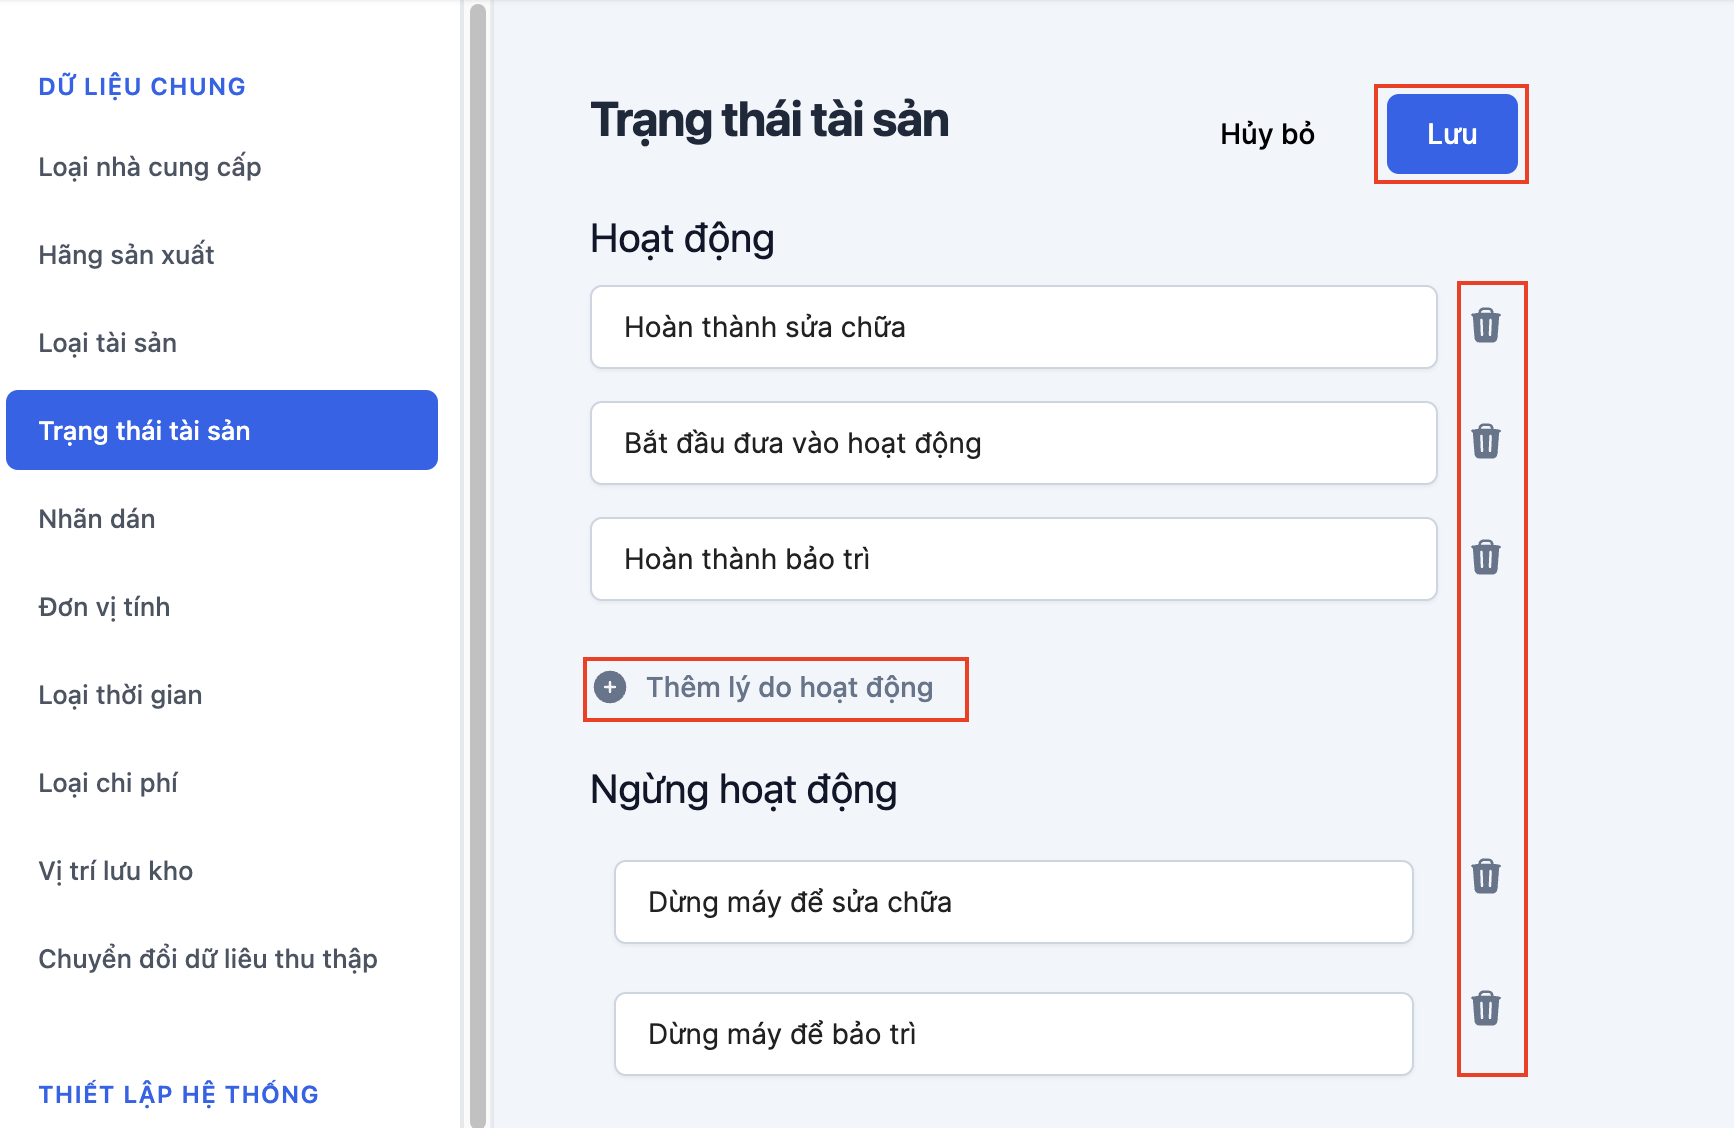 DỮ LIỆU CHUNG
Loại nhà cung cấp
Hãng sản xuất
Loại tài sản
Trạng thái tài sản
Nhãn dán
Đơn vị tính
Loại thời gian
Loại chi phí
Vị trí lưu kho
Chuyển đổi dữ liêu thu thập
THIẾT LẬP HỆ THỐNG
Trạng thái tài sản
Hủy bỏ
Lưu
Hoạt động
Hoàn thành sửa chữa
Bắt đầu đưa vào hoạt động
Hoàn thành bảo trì
Thêm lý do hoạt động
Ngừng hoạt động
Dừng máy để sửa chữa
Dừng máy để bảo trì